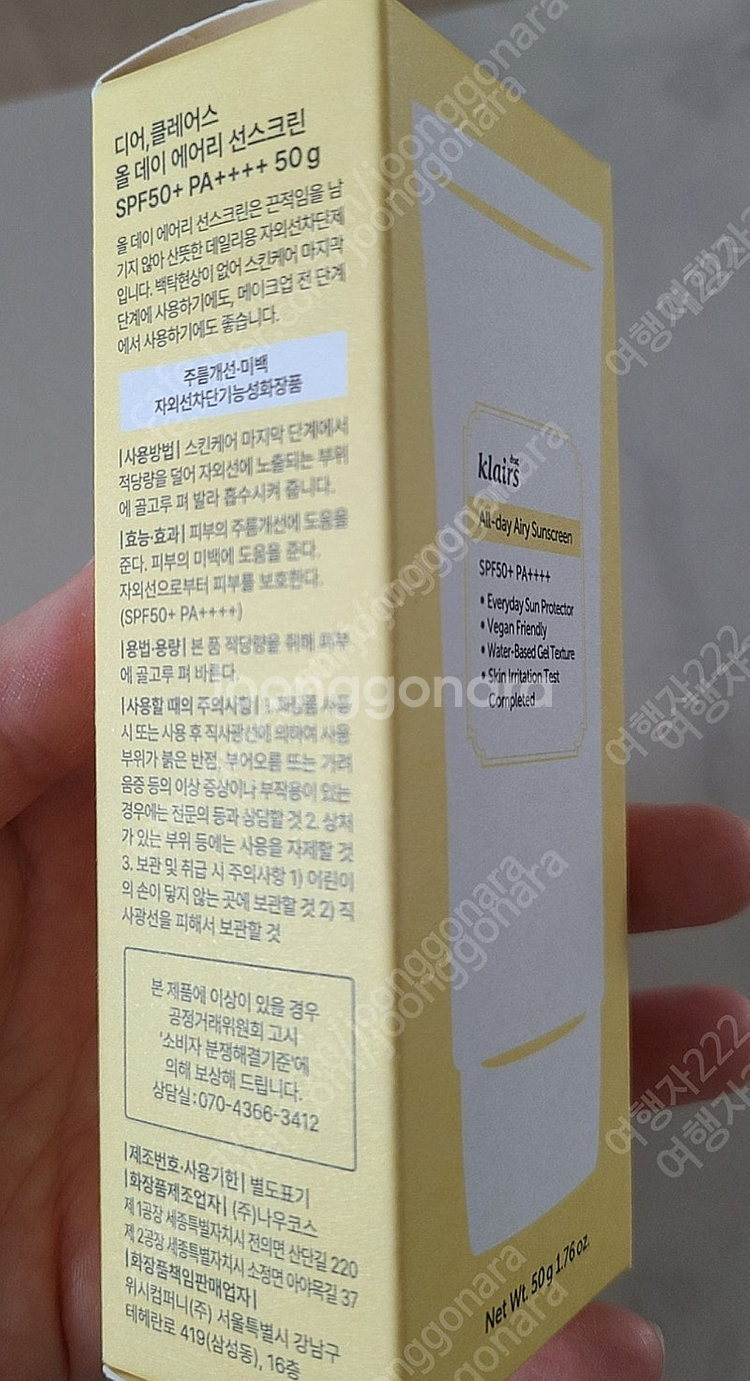 디어,클레어스
올 데이 에어리 선스크린
SPF50+ PA++++ 50g
올 데이 에어리 선스크린은 끈적임을 남
기지 않아 산뜻한 데일리용 자외선차단제
입니다. 백탁현상이 없어 스킨케어 마지막
단계에 사용하기에도, 메이크업 전 단계
에서 사용하기에도 좋습니다.
주름개선·미백
자외선차단기능성화장품
|사용방법| 스킨케어 마지막 단계에서
적당량을 덜어 자외선에 노출되는 부위
에 골고루 펴 발라 흡수시켜 줍니다.
|효능·효과| 피부의 주름개선에 도움을
준다. 피부의 미백에 도움을 준다.
자외선으로부터 피부를 보호한다.
(SPF50+ PA++++)
|용법·용량| 본 품 적당량을 취해 피부
에 골고루 펴 바른다.
|사용할 때의 주의사항| 1. 화장품 사용
시 또는 사용 후 직사광선에 의하여 사용
부위가 붉은 반점, 부어오름 또는 가려
움증 등의 이상 증상이나 부작용이 있는
경우에는 전문의 등과 상담할 것 2. 상처
가 있는 부위 등에는 사용을 자제할 것
3. 보관 및 취급 시 주의사항 1) 어린이
의 손이 닿지 않는 곳에 보관할 것 2) 직
사광선을 피해서 보관할 것
본 제품에 이상이 있을 경우
공정거래위원회 고시
'소비자 분쟁해결기준'에
의해 보상해 드립니다.
상담실:070-4366-3412
|제조번호·사용기한| 별도표기
|화장품제조업자| (주)나우코스
제 1공장 세종특별자치시 전의면 산단길 220
제 2공장 세종특별자치시 소정면 아야목길 37
|화장품책임판매업자|
위시컴퍼니(주) 서울특별시 강남구
테헤란로 419(삼성동), 16층
dear,
klairs
All-day Airy Sunscreen
SPF50+ PA++++
• Everyday Sun Protector
• Vegan Friendly
• Water-Based Gel Texture
• Skin Irritation Test
Completed
Net Wt. 50g 1.76 oz.
joonggonara
joonggonara
joonggonara
여행자222
여행자222
여행자222